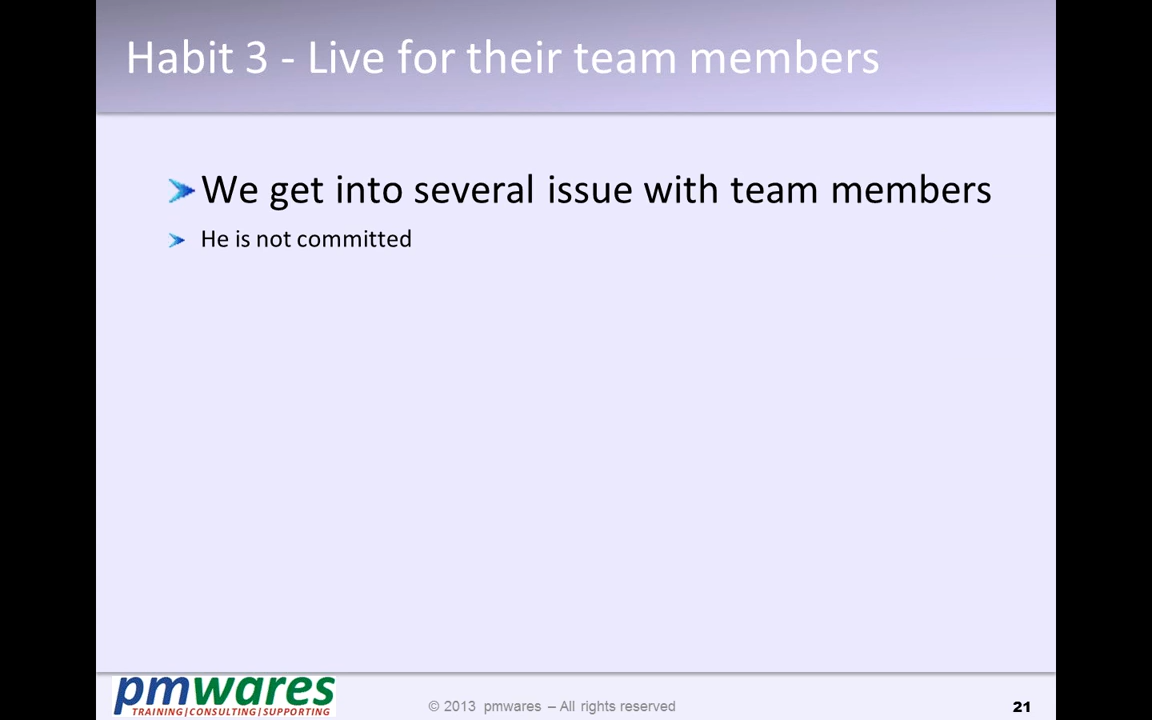 Habit 3 - Live for their team members
We get into several issue with team members
He is not committed
pmwares
TRAINING|CONSULTING|SUPPORTING
© 2013 pmwares – All rights reserved
21